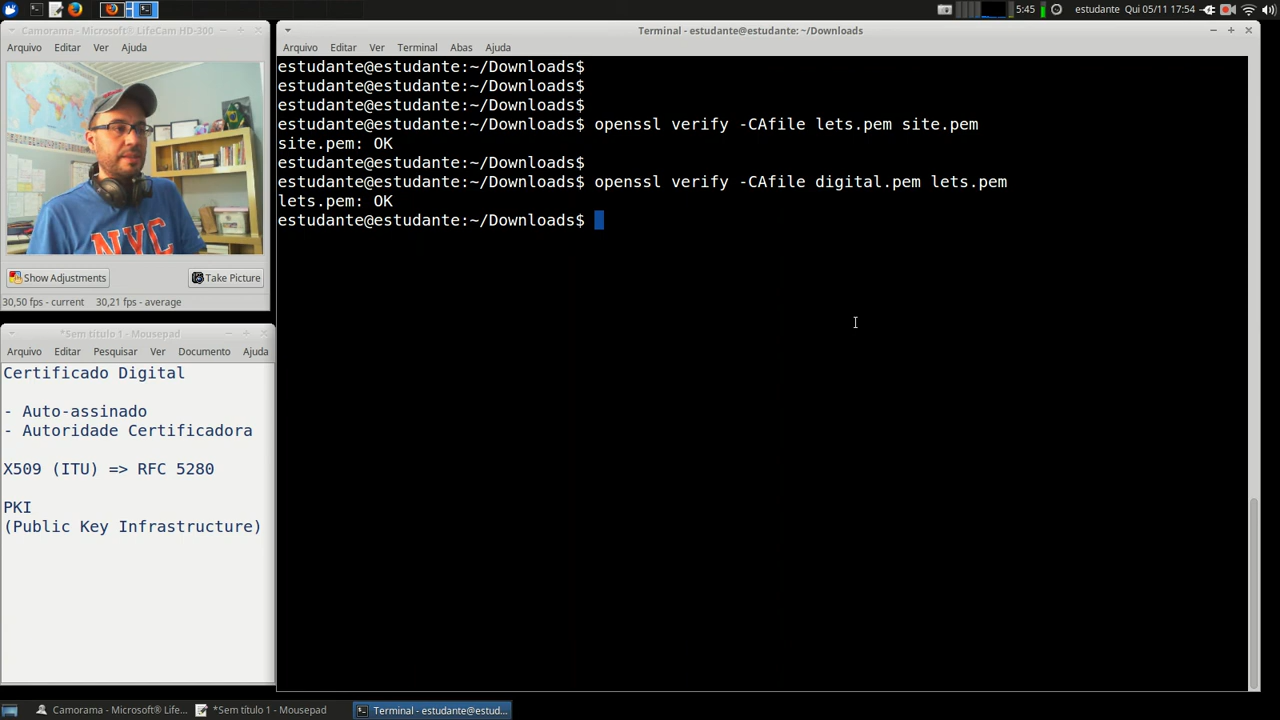 5:45
estudante Qui 05/11 17:54
Camorama - Microsoft® LifeCam HD-300
Arquivo Editar Ver Ajuda
NYC
Show Adjustments
Take Picture
30,50 fps - current 30,21 fps - average
*Sem título 1 - Mousepad
Arquivo Editar Pesquisar Ver Documento Ajuda
Certificado Digital
- Auto-assinado
- Autoridade Certificadora
X509 (ITU) => RFC 5280
PKI
(Public Key Infrastructure)
Terminal - estudante@estudante:~/Downloads
Arquivo Editar Ver Terminal Abas Ajuda
estudante@estudante:~/Downloads$
estudante@estudante:~/Downloads$
estudante@estudante:~/Downloads$
estudante@estudante:~/Downloads$ openssl verify -CAfile lets.pem site.pem
site.pem: OK
estudante@estudante:~/Downloads$
estudante@estudante:~/Downloads$ openssl verify -CAfile digital.pem lets.pem
lets.pem: OK
estudante@estudante:~/Downloads$
Camorama - Microsoft® Life...
*Sem título 1 - Mousepad
Terminal - estudante@estud...